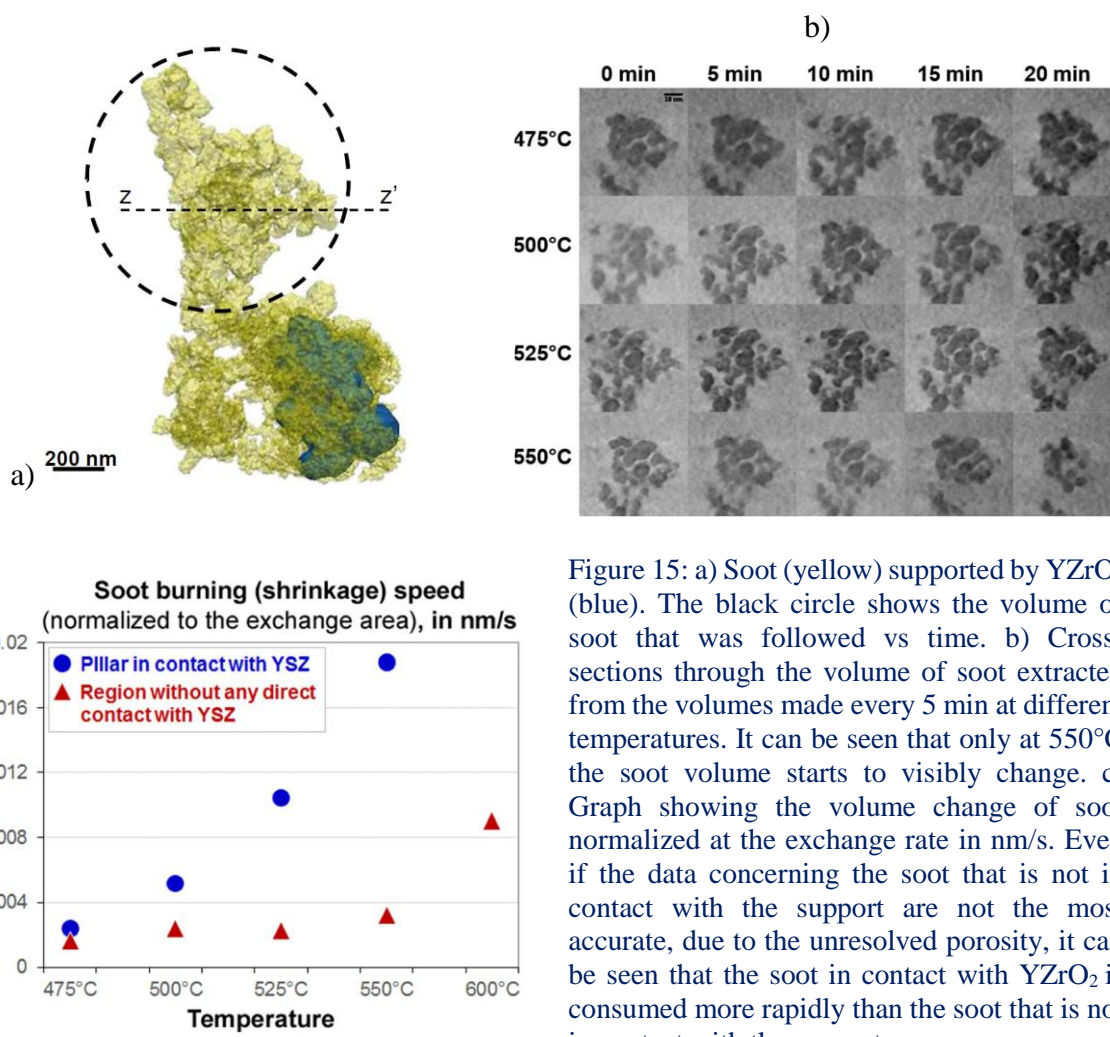 b)
0 min 5 min 10 min 15 min 20 min
10 nm
475°C
500°C
525°C
550°C
z z'
a) 200 nm
Soot burning (shrinkage) speed
(normalized to the exchange area), in nm/s
PIllar in contact with YSZ
Region without any direct
contact with YSZ
.02
016
012
008
004
0
475°C 500°C 525°C 550°C 600°C
Temperature
Figure 15: a) Soot (yellow) supported by YZrO
(blue). The black circle shows the volume o
soot that was followed vs time. b) Cross
sections through the volume of soot extracte
from the volumes made every 5 min at differen
temperatures. It can be seen that only at 550°C
the soot volume starts to visibly change. c
Graph showing the volume change of soo
normalized at the exchange rate in nm/s. Eve
if the data concerning the soot that is not i
contact with the support are not the mos
accurate, due to the unresolved porosity, it ca
be seen that the soot in contact with YZrO₂ i
consumed more rapidly than the soot that is no